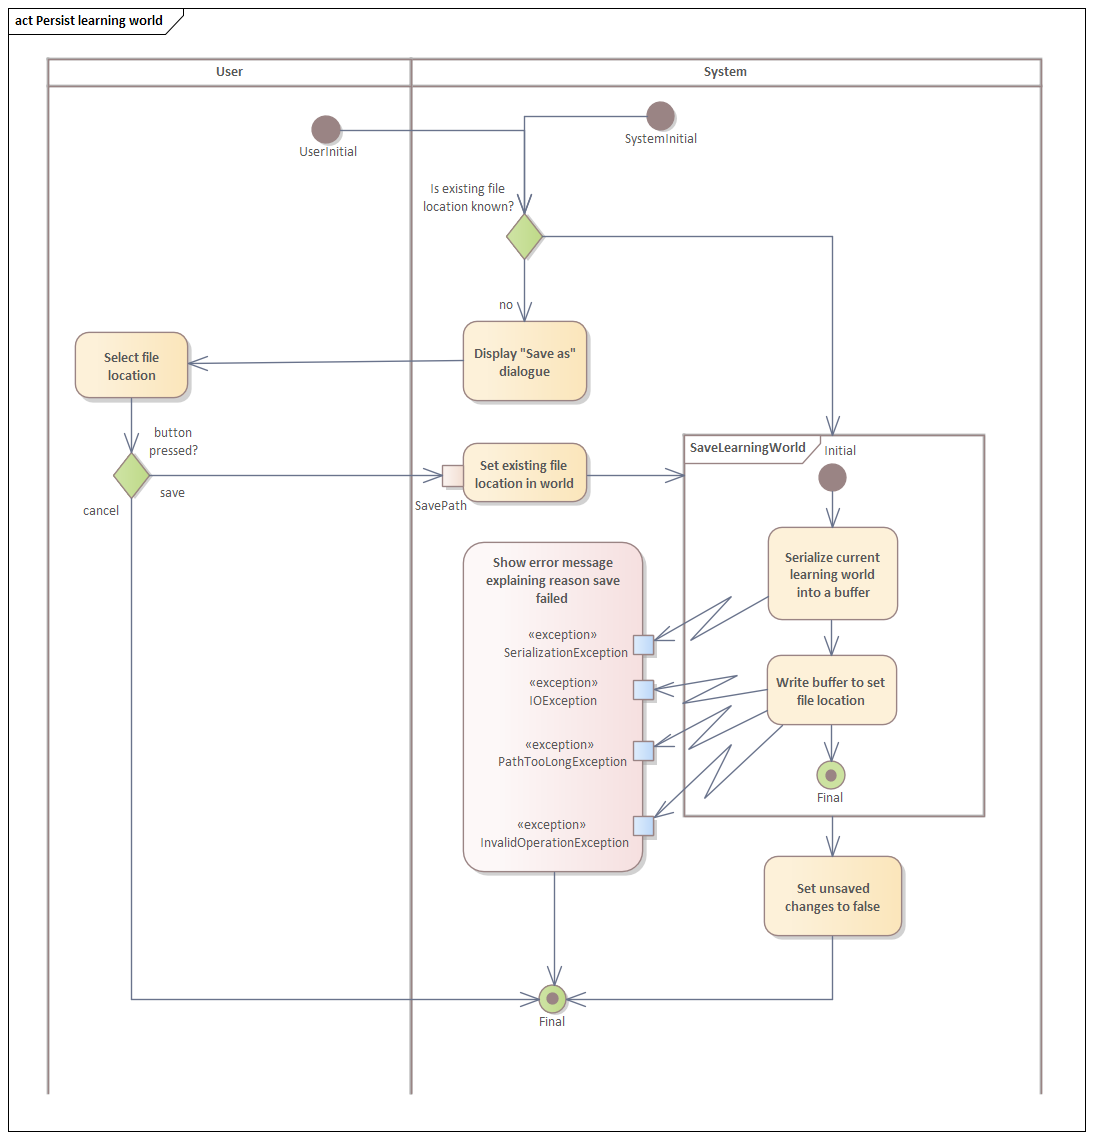 act Persist learning world
User
System
UserInitial
SystemInitial
Is existing file
location known?
no
Select file
location
Display "Save as"
dialogue
button
pressed?
save
cancel
SavePath
Set existing file
location in world
SaveLearningWorld
Initial
Serialize current
learning world
into a buffer
Write buffer to set
file location
Final
Show error message
explaining reason save
failed
«exception»
SerializationException
«exception»
IOException
«exception»
PathTooLongException
«exception»
InvalidOperationException
Set unsaved
changes to false
Final